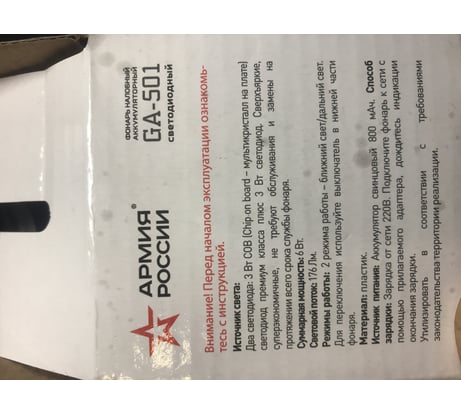 АРМИЯ®
РОССИИ
ФОНАРЬ НАЛОБНЫЙ
АККУМУЛЯТОРНЫЙ
GA-501
СВЕТОДИОДНЫЙ
Внимание! Перед началом эксплуатации ознакомь-
тесь с инструкцией.
Источник света:
Два светодиода: 3 Вт COB (Chip-on board – мультикристалл на плате)
светодиод премиум класса плюс 3 Вт светодиод. Сверхъяркие,
суперэкономичные, не требуют обслуживания и замены на
протяжении всего срока службы фонаря.
Суммарная мощность: 6 Вт.
Световой поток: 176 Лм.
Режимы работы: 2 режима работы – ближний свет/дальний свет.
Для переключения используйте выключатель в нижней части
фонаря.
Материал: пластик.
Источник питания: Аккумулятор свинцовый 800 мАч. Способ
зарядки: Зарядка от сети 220В. Подключите фонарь к сети с
помощью прилагаемого адаптера, дождитесь индикации
окончания зарядки.
Утилизировать в соответствии с требованиями
законодательства территории реализации.